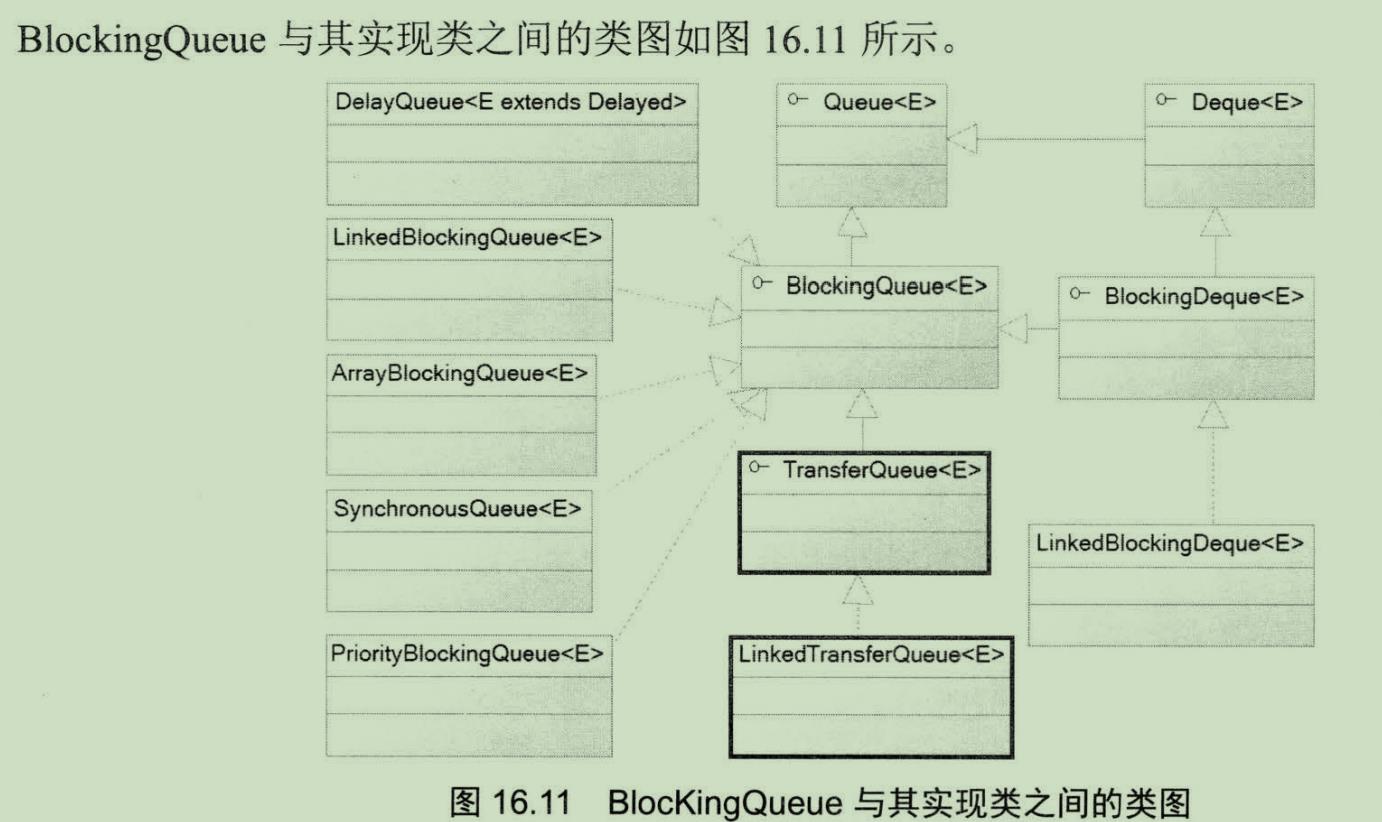 BlockingQueue 与其实现类之间的类图如图 16.11 所示。
DelayQueue<E extends Delayed>
Queue<E>
Deque<E>
LinkedBlockingQueue<E>
BlockingQueue<E>
BlockingDeque<E>
ArrayBlockingQueue<E>
TransferQueue<E>
SynchronousQueue<E>
LinkedBlockingDeque<E>
PriorityBlockingQueue<E>
LinkedTransferQueue<E>
图 16.11 BlocKingQueue 与其实现类之间的类图